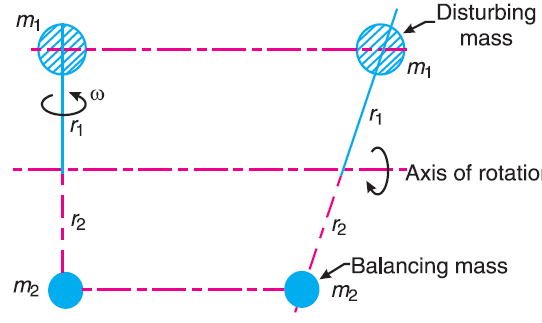 m₁
Disturbing
mass
m₁
ω
r₁
r₁
Axis of rotation
r₂
r₂
Balancing mass
m₂
m₂